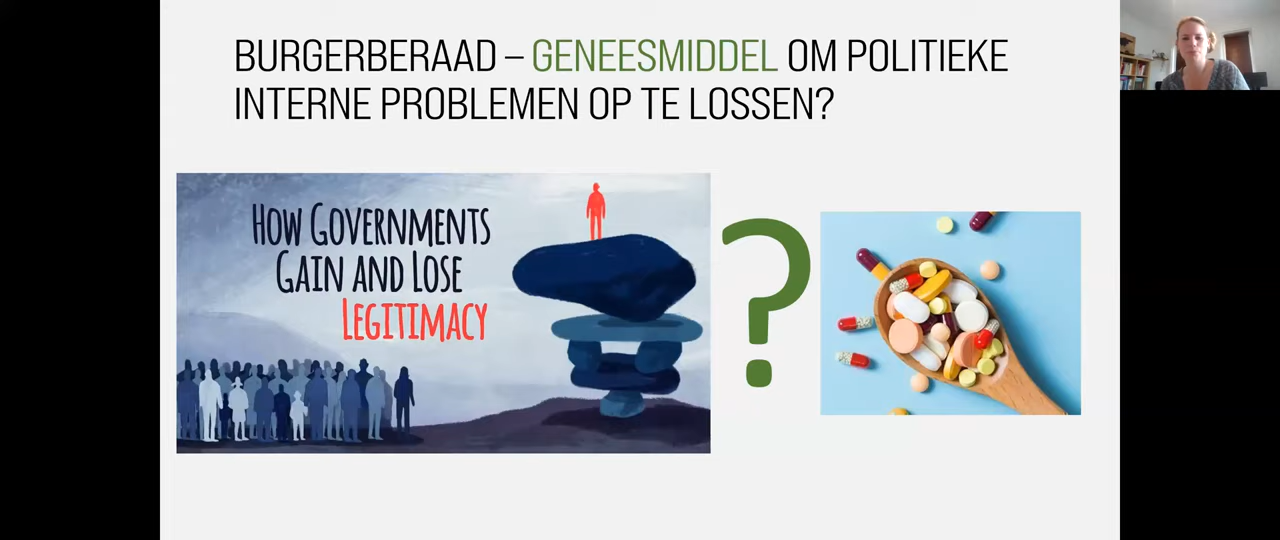 BURGERBERAAD – GENEESMIDDEL OM POLITIEKE
INTERNE PROBLEMEN OP TE LOSSEN?
HOW GOVERNMENTS
GAIN AND LOSE
LEGITIMACY
?